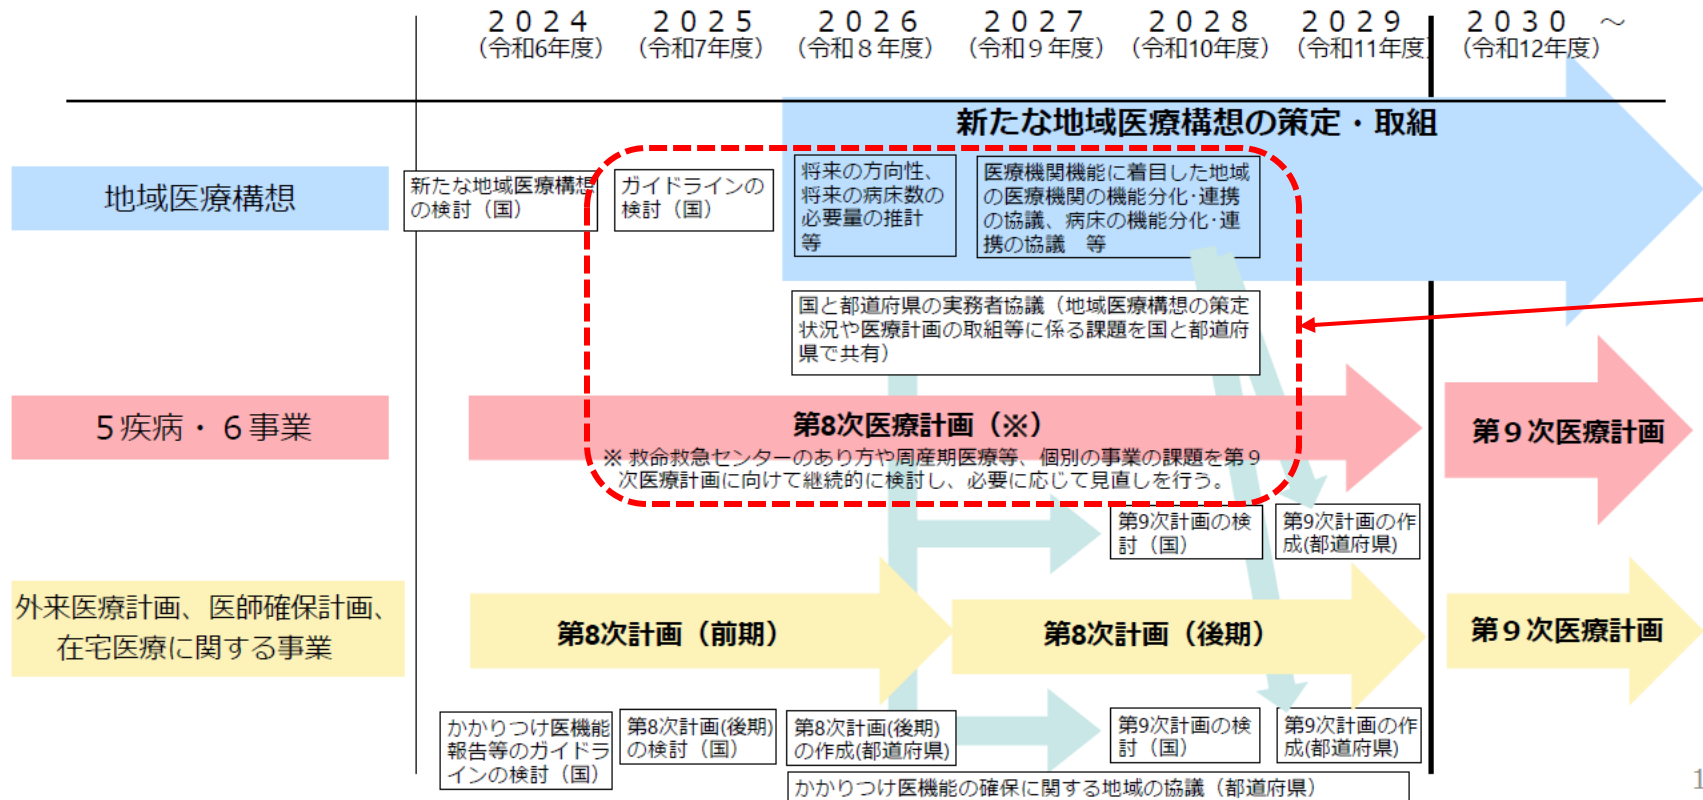 ２０２４
(令和6年度)
２０２５
(令和7年度)
２０２６
(令和８年度)
２０２７
(令和９年度)
２０２８
(令和10年度)
２０２９
(令和11年度)
２０３０　～
(令和12年度)
新たな地域医療構想の策定・取組
地域医療構想
新たな地域医療構想
の検討（国）
ガイドラインの
検討（国）
将来の方向性、
将来の病床数の
必要量の推計
等
医療機関機能に着目した地域
の医療機関の機能分化･連携
の協議、病床の機能分化･連
携の協議　等
国と都道府県の実務者協議（地域医療構想の策定
状況や医療計画の取組等に係る課題を国と都道府
県で共有）
５疾病・６事業
第8次医療計画（※）
※ 救命救急センターのあり方や周産期医療等、個別の事業の課題を第９
次医療計画に向けて継続的に検討し、必要に応じて見直しを行う。
第９次医療計画
第9次計画の検
討（国）
第9次計画の作
成(都道府県)
外来医療計画、医師確保計画、
在宅医療に関する事業
第8次計画（前期）
第8次計画（後期）
第９次医療計画
かかりつけ医機能
報告等のガイドラ
インの検討（国）
第8次計画(後期)
の検討（国）
第8次計画(後期)
の作成(都道府県)
第9次計画の検
討（国）
第9次計画の作
成(都道府県)
かかりつけ医機能の確保に関する地域の協議（都道府県）
1